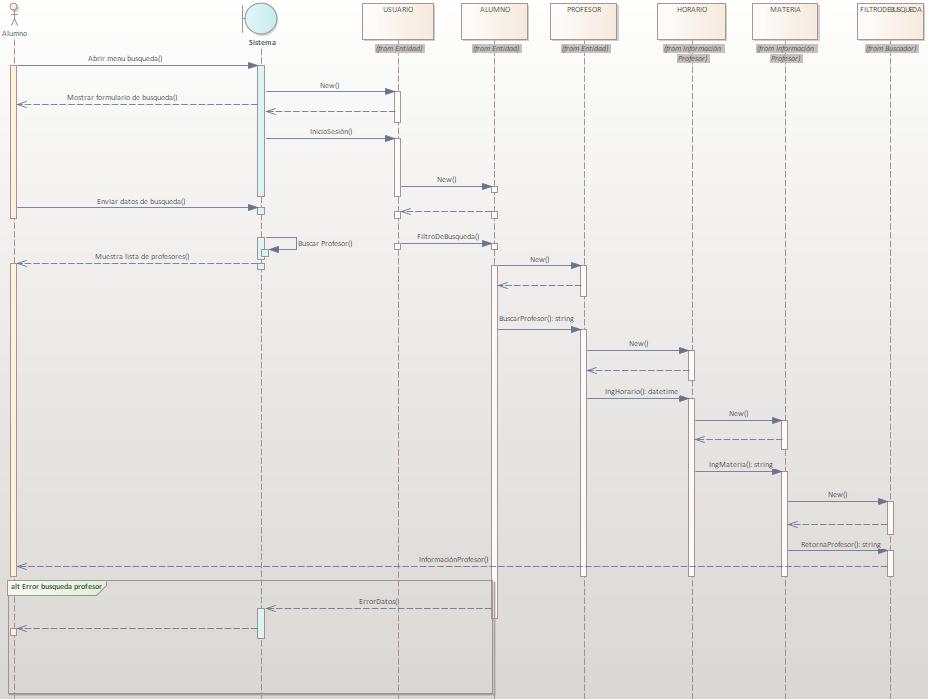 USUARIO
ALUMNO
PROFESOR
HORARIO
MATERIA
Alumno
Sistema
(from Entidad)
(from Entidad)
(from Entidad)
(from Información
Profesor)
(from Información
Profesor)
(from Buscador)
Abrir menu busqueda()
New()
Mostrar formulario de busqueda()
InicioSesión()
New()
Enviar datos de busqueda()
FiltroDeBusqueda()
Buscar Profesor()
Muestra lista de profesores()
New()
BuscarProfesor(): string
New()
IngHorario(): datetime
New()
IngMateria(): string
New()
RetornaProfesor(): string
InformaciónProfesor()
alt Error busqueda profesor
ErrorDatos()